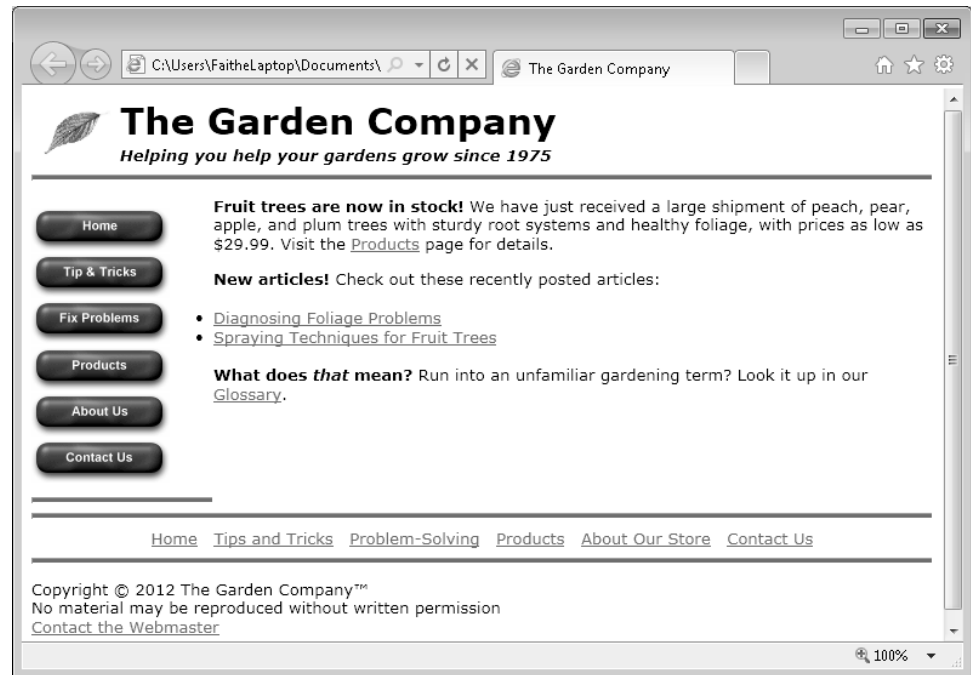 C:\Users\FaitheLaptop\Documents\
The Garden Company
The Garden Company
Helping you help your gardens grow since 1975
Home
Tip & Tricks
Fix Problems
Products
About Us
Contact Us
Fruit trees are now in stock! We have just received a large shipment of peach, pear,
apple, and plum trees with sturdy root systems and healthy foliage, with prices as low as
$29.99. Visit the Products page for details.
New articles! Check out these recently posted articles:
• Diagnosing Foliage Problems
• Spraying Techniques for Fruit Trees
What does that mean? Run into an unfamiliar gardening term? Look it up in our
Glossary.
Home Tips and Tricks Problem-Solving Products About Our Store Contact Us
Copyright © 2012 The Garden Company™
No material may be reproduced without written permission
Contact the Webmaster
100%